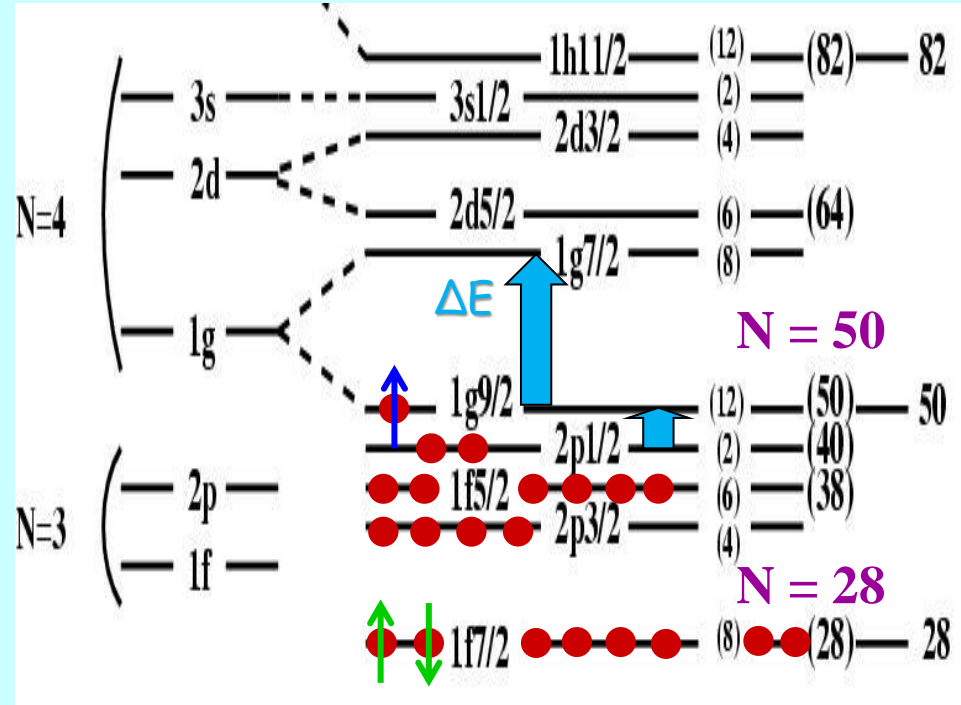 1h11/2 (12) (82) 82
3s 3s1/2 (2)
2d3/2 (4)
2d
N=4 2d5/2 (6) (64)
1g7/2 (8)
ΔE
1g N = 50
1g9/2 (12) (50) 50
2p1/2 (2) (40)
2p 1f5/2 (6) (38)
N=3 2p3/2 (4)
1f N = 28
1f7/2 (8) (28) 28